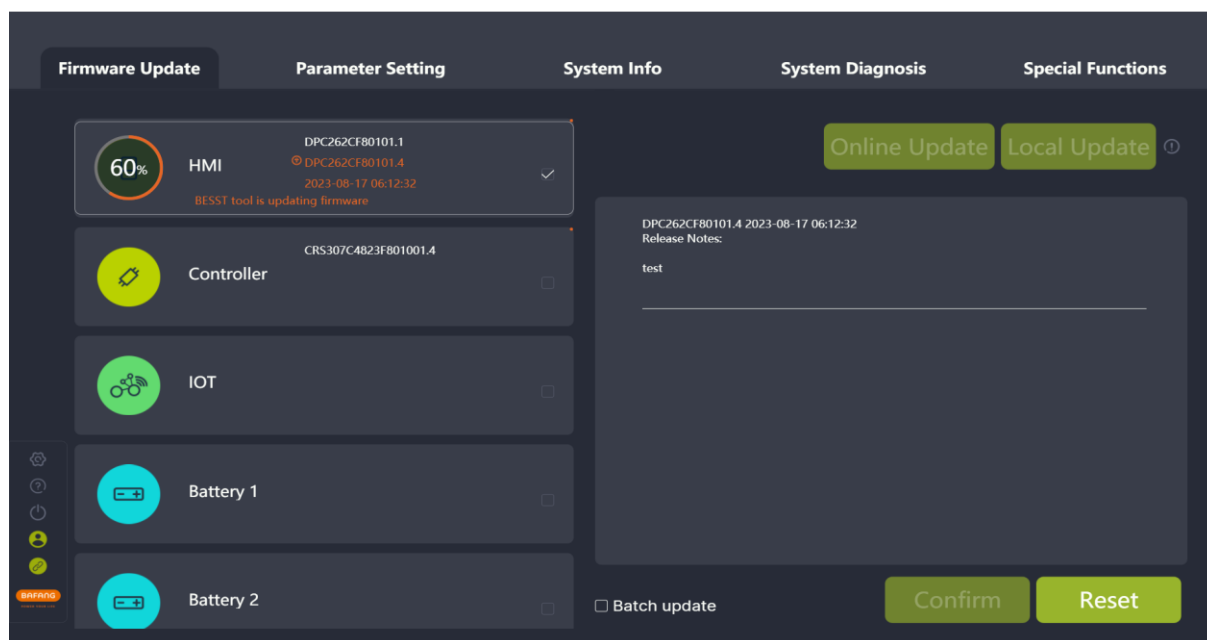 Firmware Update
Parameter Setting
System Info
System Diagnosis
Special Functions
60%
HMI
DPC262CF80101.1
DPC262CF80101.4
2023-08-17 06:12:32
BESST tool is updating firmware
Online Update
Local Update
DPC262CF80101.4 2023-08-17 06:12:32
Release Notes:
test
Controller
CRS307C4823F801001.4
IOT
Battery 1
Battery 2
BAFANG
Batch update
Confirm
Reset